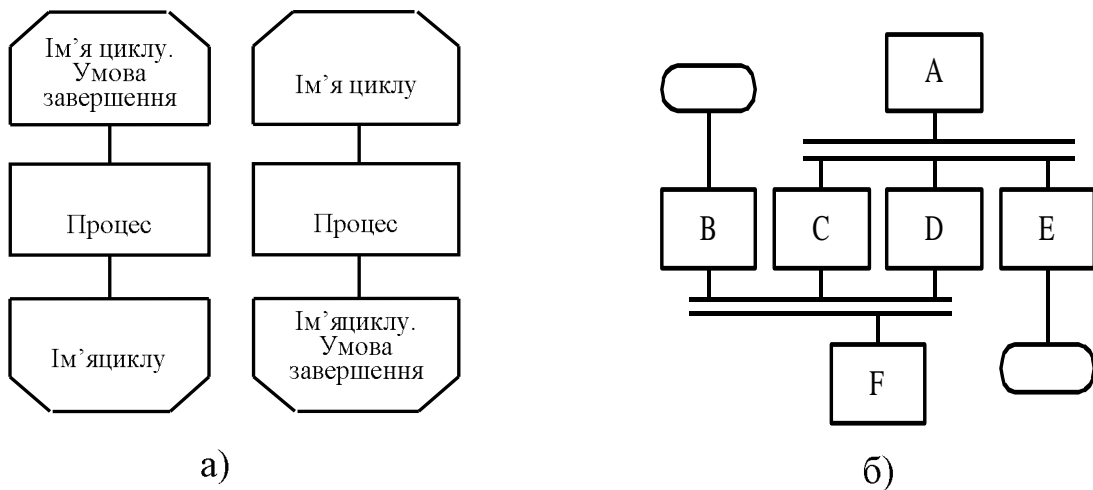 Ім’я циклу.
Умова
завершення
Процес
Ім’яциклу
Ім’я циклу
Процес
Ім’яциклу.
Умова
завершення
а)
A
B
C
D
E
F
б)